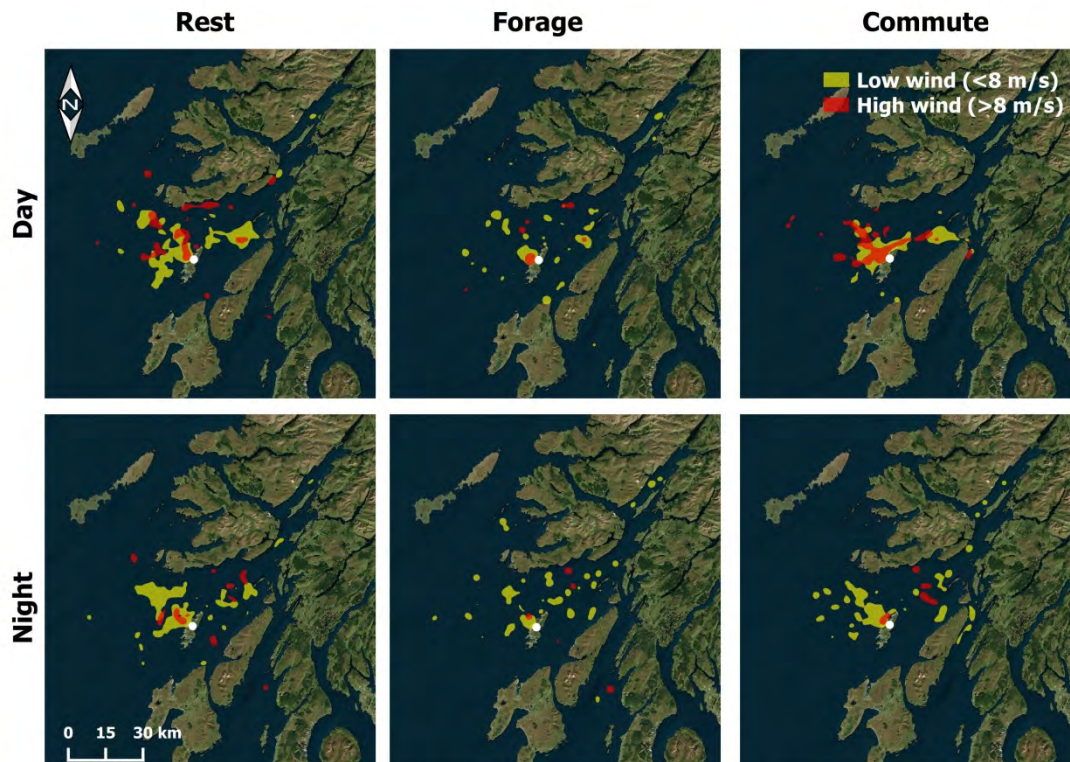 Rest
Forage
Commute
N
Low wind (<8 m/s)
High wind (>8 m/s)
Day
Night
0 15 30 km